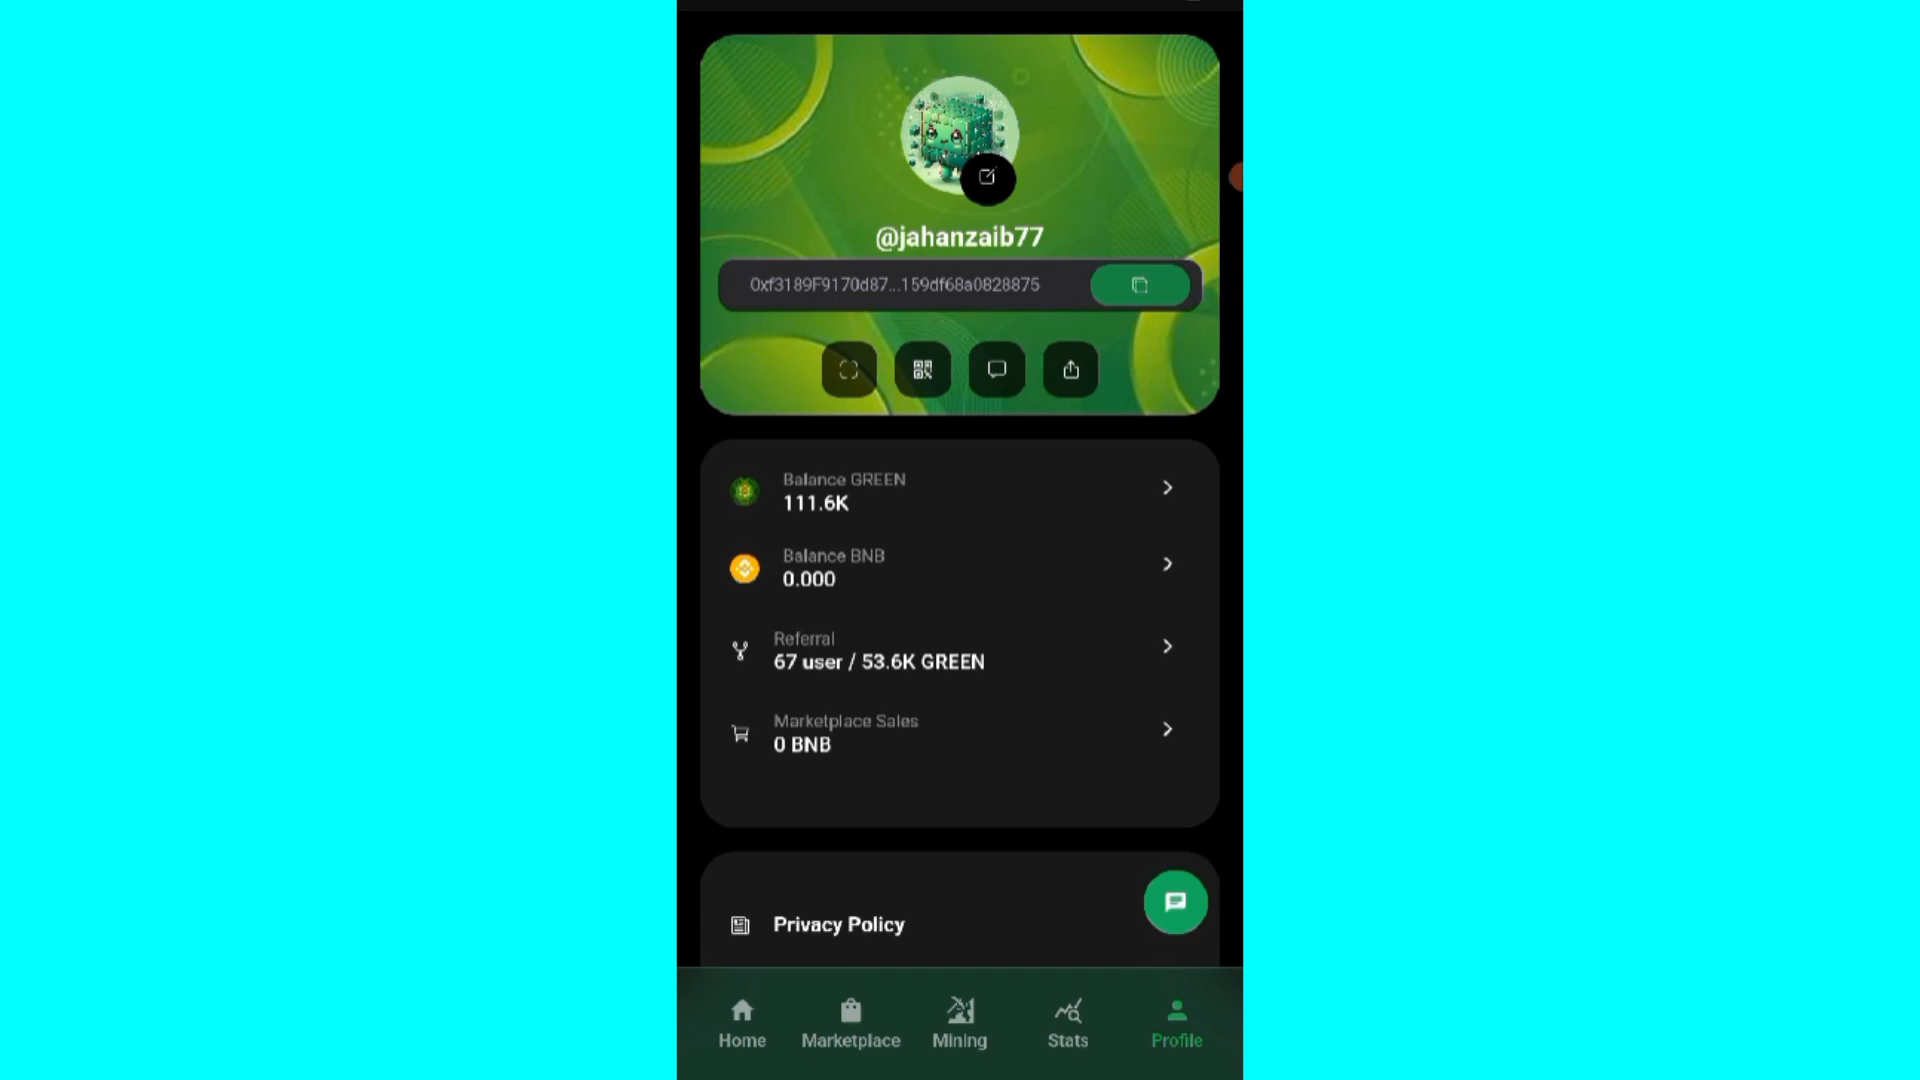 @jahanzaib77
0xf3189F9170d87...159df68a0828875
Balance GREEN
111.6K
Balance BNB
0.000
Referral
67 user / 53.6K GREEN
Marketplace Sales
0 BNB
Privacy Policy
Home Marketplace Mining Stats Profile